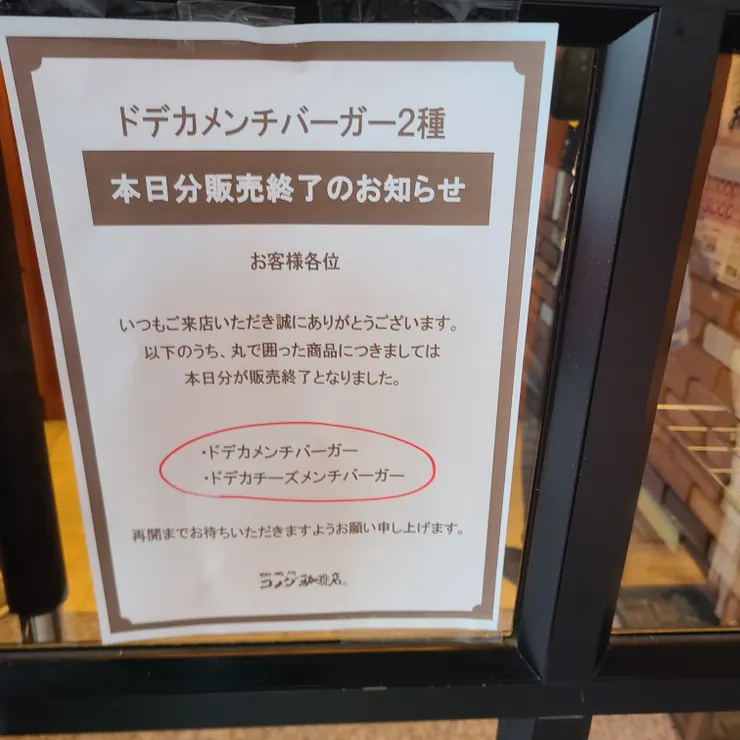 ドデカメンチバーガー2種
本日分販売終了のお知らせ
お客様各位
いつもご来店いただき誠にありがとうございます。
以下のうち、丸で囲った商品につきましては
本日分が販売終了となりました。
・ドデカメンチバーガー
・ドデカチーズメンチバーガー
再開までお待ちいただきますようお願い申し上げます。
珈琲店。